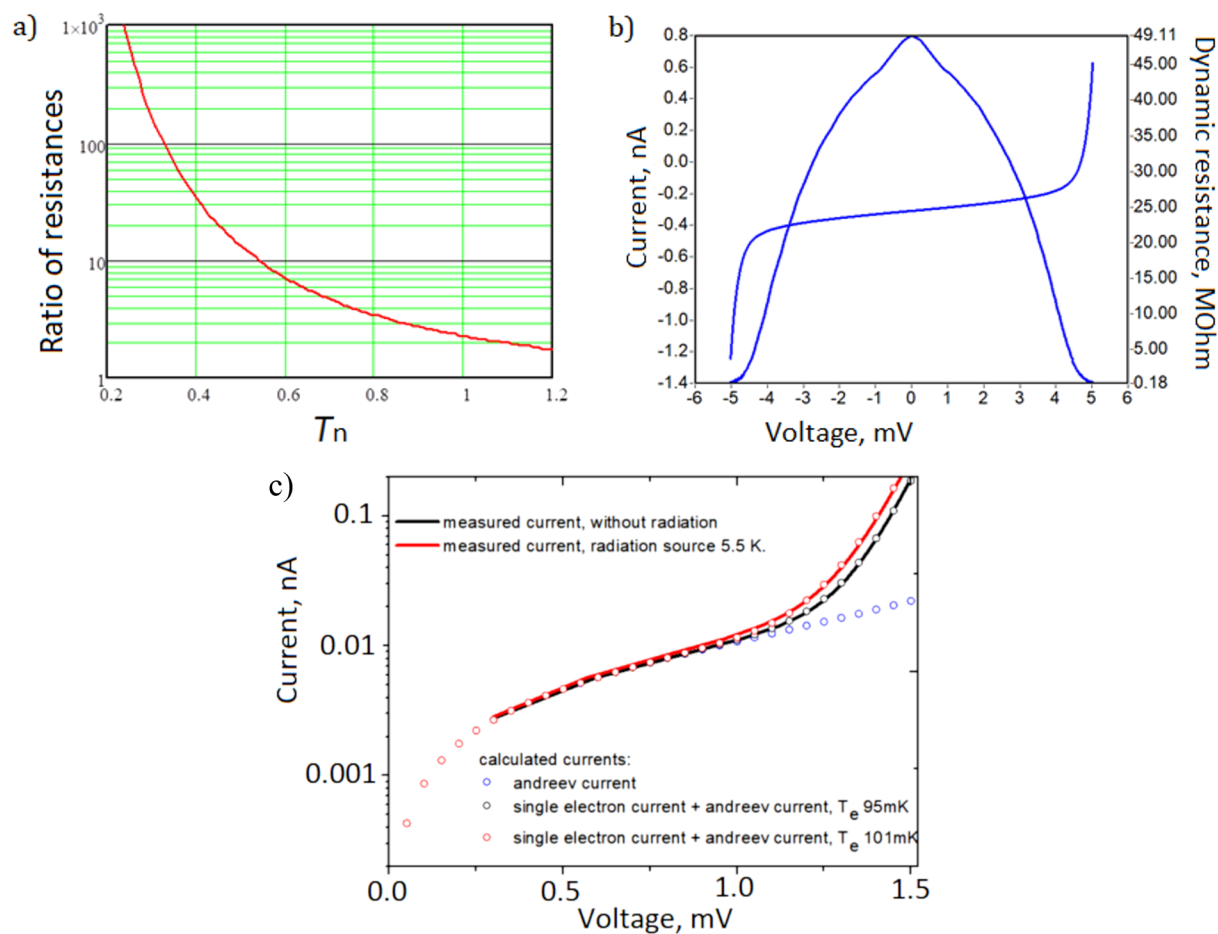 a)
1×10³
100
10
1
0.2 0.4 0.6 0.8 1 1.2
Ratio of resistances
Tn
b)
0.8
0.6
0.4
0.2
0.0
-0.2
-0.4
-0.6
-0.8
-1.0
-1.2
-1.4
-6 -5 -4 -3 -2 -1 0 1 2 3 4 5 6
Current, nA
Voltage, mV
-49.11
-45.00
-40.00
-35.00
-30.00
-25.00
-20.00
-15.00
-10.00
-5.00
-0.18
Dynamic resistance, MOhm
c)
0.1
0.01
0.001
Current, nA
measured current, without radiation
measured current, radiation source 5.5 K.
calculated currents:
andreev current
single electron current + andreev current, Te 95mK
single electron current + andreev current, Te 101mK
0.0 0.5 1.0 1.5
Voltage, mV